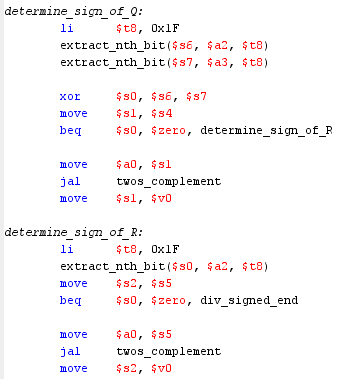 determine_sign_of_Q:
li $t8, 0x1F
extract_nth_bit($s6, $a2, $t8)
extract_nth_bit($s7, $a3, $t8)
xor $s0, $s6, $s7
move $s1, $s4
beq $s0, $zero, determine_sign_of_R
move $a0, $s1
jal twos_complement
move $s1, $v0
determine_sign_of_R:
li $t8, 0x1F
extract_nth_bit($s0, $a2, $t8)
move $s2, $s5
beq $s0, $zero, div_signed_end
move $a0, $s5
jal twos_complement
move $s2, $v0